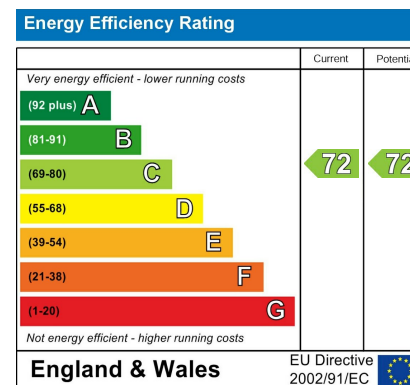 Energy Efficiency Rating
Current Potentia
Very energy efficient - lower running costs
(92 plus) A
(81-91) B
(69-80) C
72 72
(55-68) D
(39-54) E
(21-38) F
(1-20) G
Not energy efficient - higher running costs
England & Wales
EU Directive
2002/91/EC